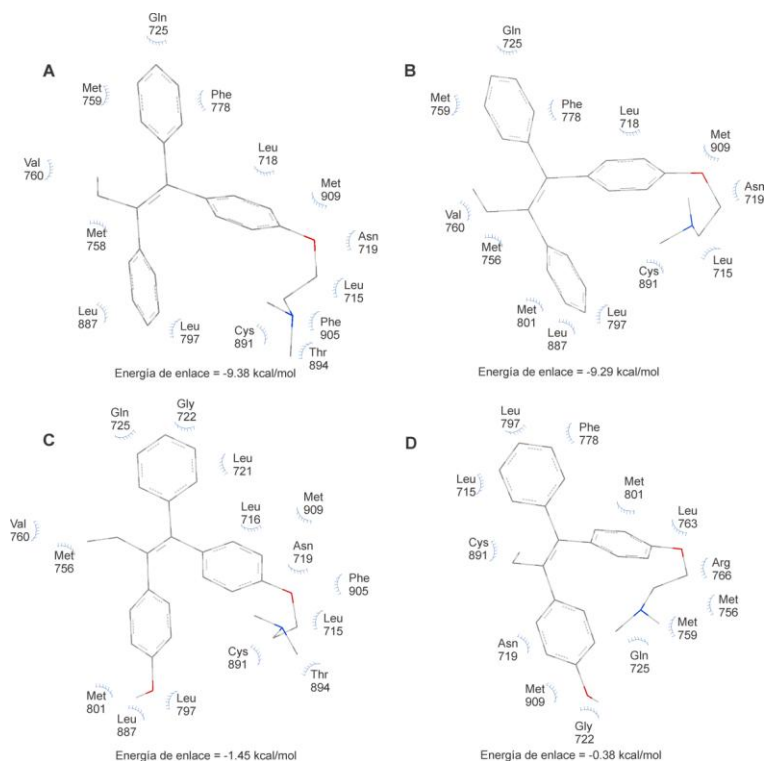 Gln
725
A
Met
759
Phe
778
Leu
718
Val
760
Met
909
Met
758
Asn
719
Leu
715
Leu
887
Leu
797
Cys
891
Phe
905
Thr
894
Energía de enlace = -9.38 kcal/mol
B
Gln
725
Met
759
Phe
778
Leu
718
Met
909
Asn
719
Val
760
Met
756
Leu
715
Cys
891
Met
801
Leu
797
Leu
887
Energía de enlace = -9.29 kcal/mol
C
Gln
725
Gly
722
Leu
721
Leu
716
Met
909
Val
760
Met
756
Asn
719
Phe
905
Leu
715
Cys
891
Thr
894
Met
801
Leu
797
Leu
887
Energía de enlace = -1.45 kcal/mol
D
Leu
797
Phe
778
Leu
715
Met
801
Leu
763
Cys
891
Arg
766
Met
756
Met
759
Asn
719
Gln
725
Met
909
Gly
722
Energía de enlace = -0.38 kcal/mol